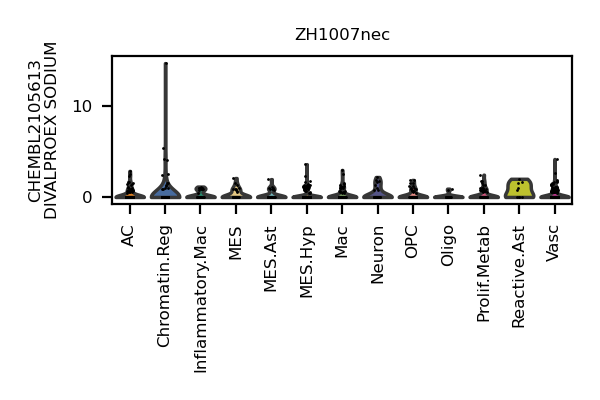 ZH1007nec
CHEMBL2105613
DIVALPROEX SODIUM
10
0
AC
Chromatin.Reg
Inflammatory.Mac
MES
MES.Ast
MES.Hyp
Mac
Neuron
OPC
Oligo
Prolif.Metab
Reactive.Ast
Vasc